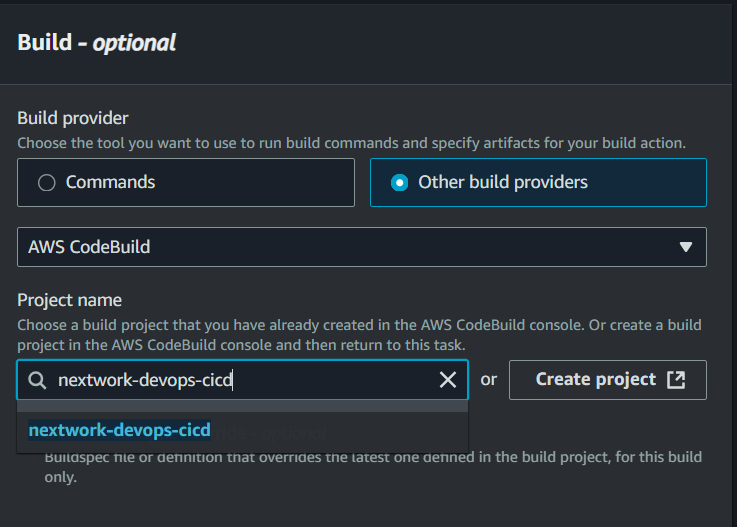 Build - optional
Build provider
Choose the tool you want to use to run build commands and specify artifacts for your build action.
Commands
Other build providers
AWS CodeBuild
Project name
Choose a build project that you have already created in the AWS CodeBuild console. Or create a build
project in the AWS CodeBuild console and then return to this task.
nextwork-devops-cicd
or
Create project
nextwork-devops-cicd
Buildspec file or definition that overrides the latest one defined in the build project, for this build
only.